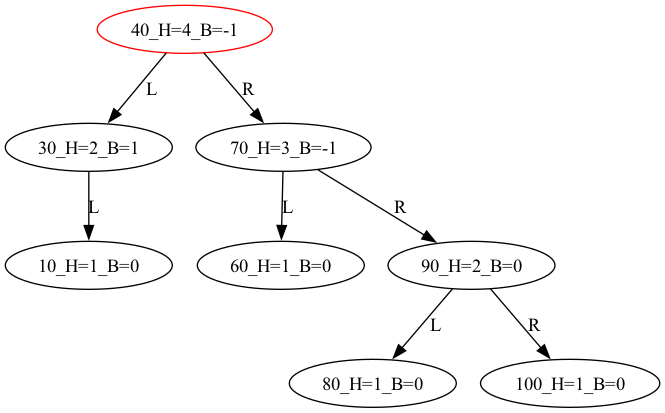 40_H=4_B=-1
L
R
30_H=2_B=1
70_H=3_B=-1
L
L
R
10_H=1_B=0
60_H=1_B=0
90_H=2_B=0
L
R
80_H=1_B=0
100_H=1_B=0